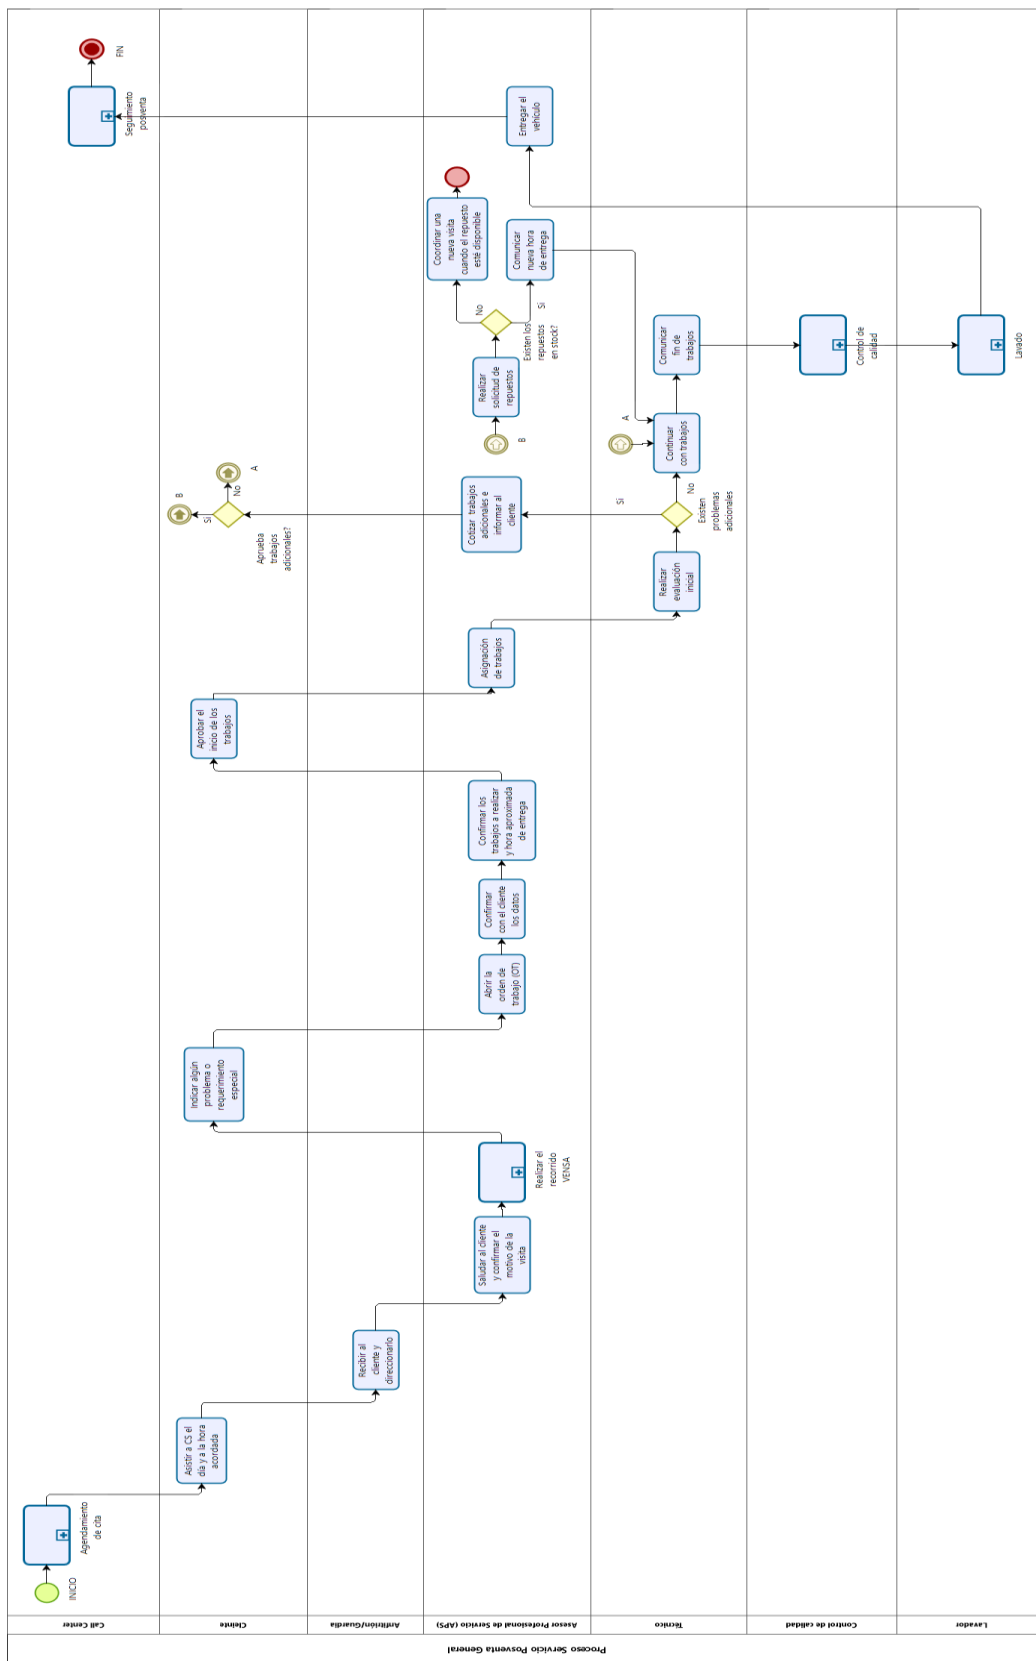 Proceso Servicio Posventa General
Call Center
Cleinte
Anfitrión/Guardia
Asesor Profesional de Servicio (APS)
Técnico
Control de calidad
Lavador
INICIO
Agendamiento
de cita
Asistir a CS el
día y a la hora
acordada
Recibir al
cliente y
direccionarlo
Saludar al cliente
y confirmar el
motivo de la
visita
Realizar el
recorrido
VENSA
Indicar algún
problema o
requerimiento
especial
Abrir la
orden de
trabajo (OT)
Confirmar
con el cliente
los datos
Confirmar los
trabajos a realizar
y hora aproximada
de entrega
Aprobar el
inicio de los
trabajos
Asignación
de trabajos
Realizar
evaluación
inicial
Existen
problemas
adicionales
Si
No
Cotizar trabajos
adicionales e
informar al
cliente
Aprueba
trabajos
adicionales?
Si
No
B
A
B
Realizar
solicitud de
repuestos
Existen los
repuestos
en stock?
No
Si
Coordinar una
nueva visita
cuando el repuesto
esté disponible
Comunicar
nueva hora
de entrega
A
Continuar
con trabajos
Comunicar
fin de
trabajos
Control de
calidad
Lavado
Entregar el
vehículo
Seguimiento
posventa
FIN